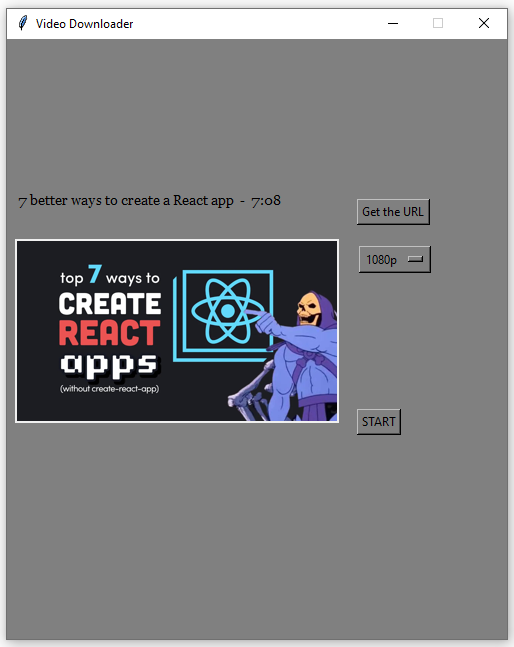 Video Downloader
7 better ways to create a React app - 7:08
Get the URL
1080p
top 7 ways to
CREATE
REACT
apps
(without create-react-app)
START